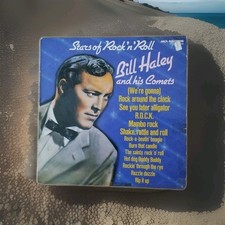 Stars of Rock 'n' Roll
Bill Haley
and his Comets
(We're gonna)
Rock around the clock
See you later alligator
R.O.C.K.
Mambo rock
Shake, rattle and roll
Rock-a-beatin' boogie
Burn that candle
The saints rock 'n' roll
Hot dog Buddy Buddy
Rockin' through the rye
Razzle dazzle
Rip it up